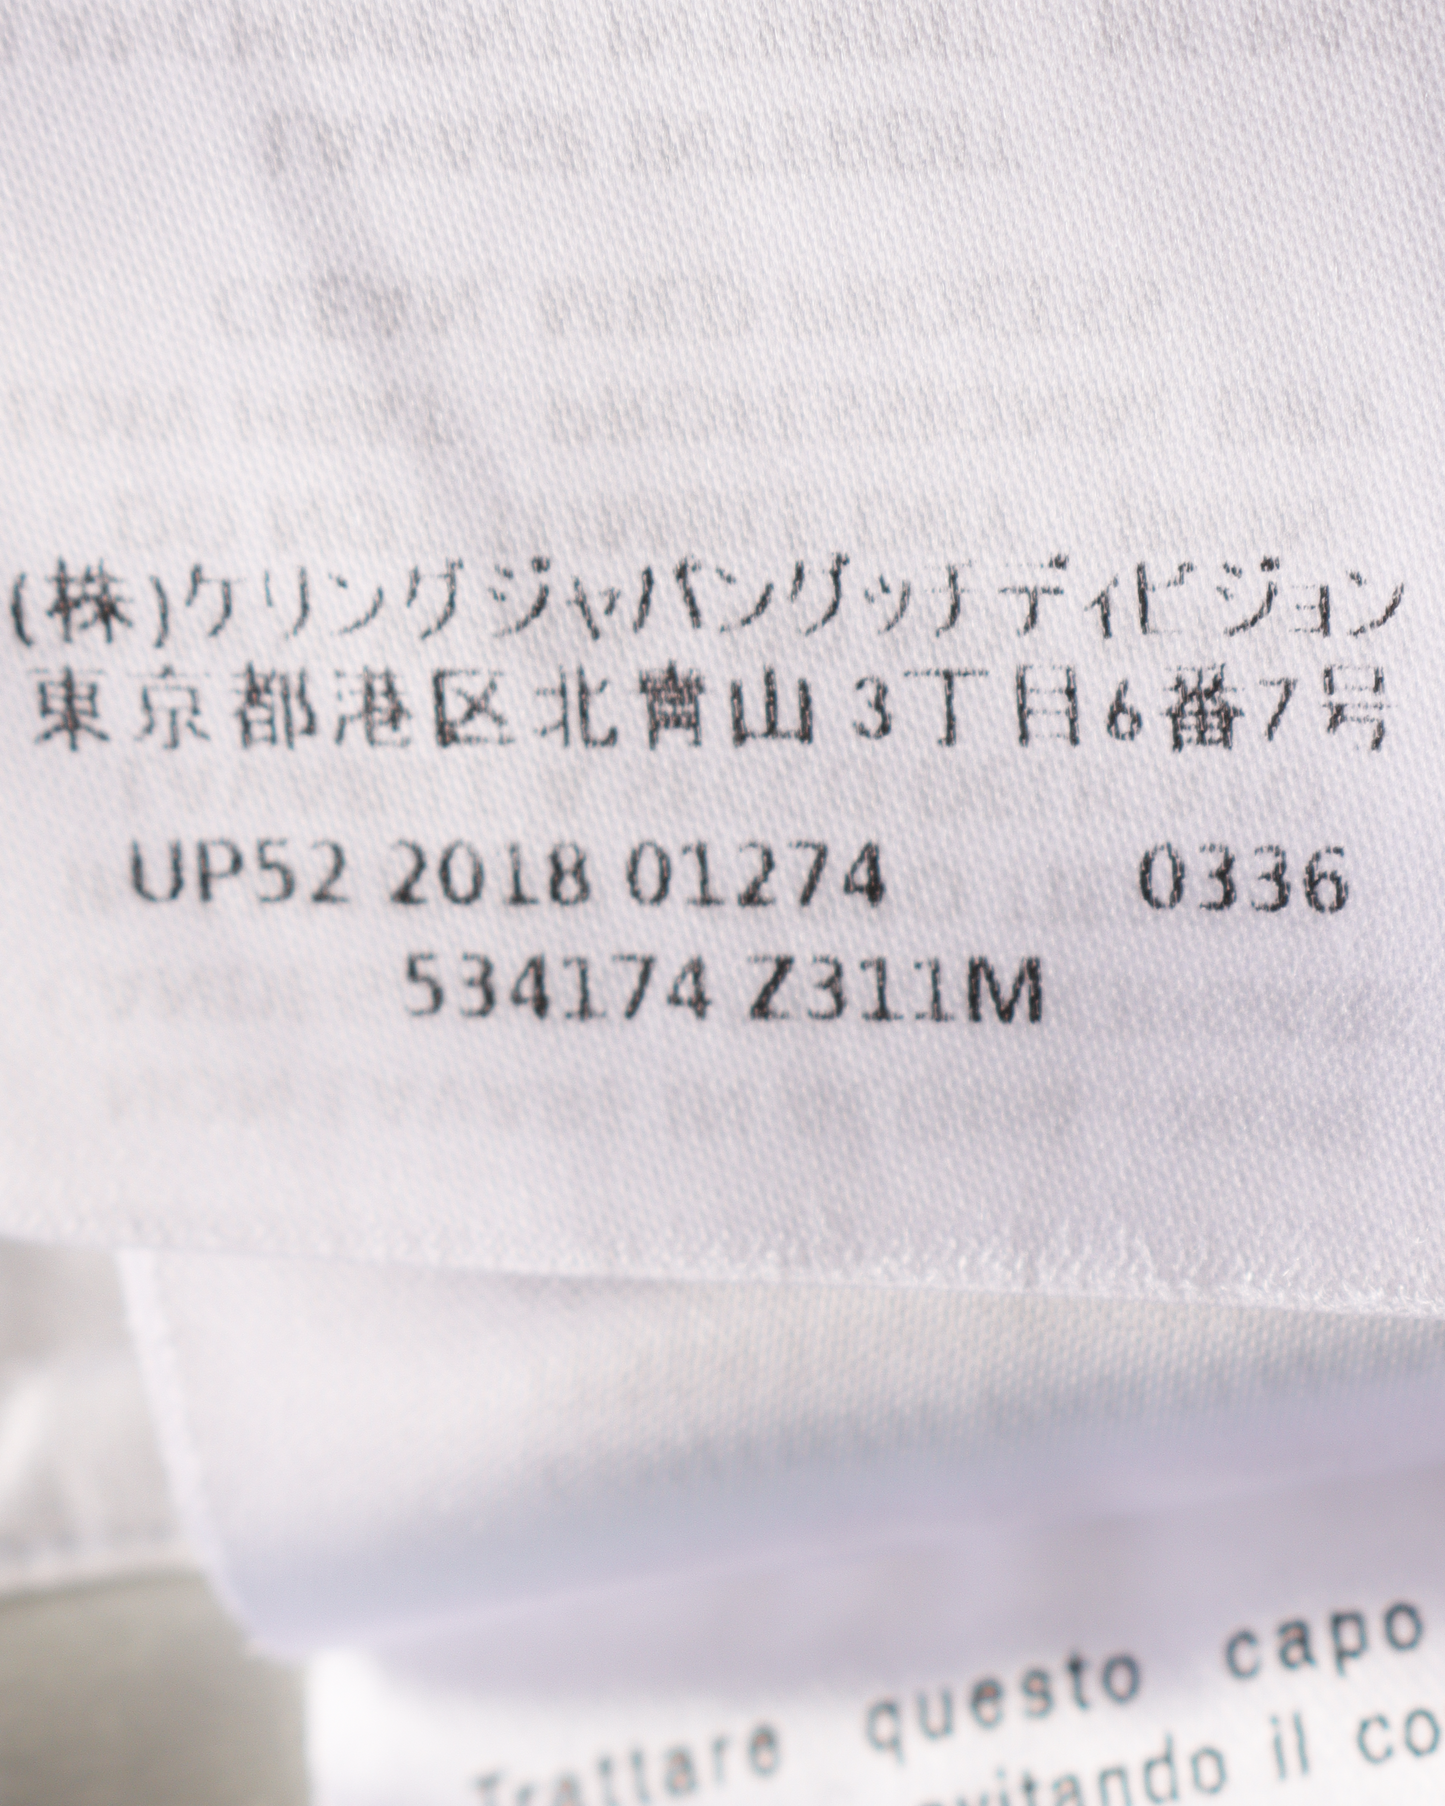 (株)ケリングジャパングッチディビジョン
東京都港区北青山3丁目6番7号
UP52 2018 01274 0336
534174 Z311M
Trattare questo capo
evitando il co